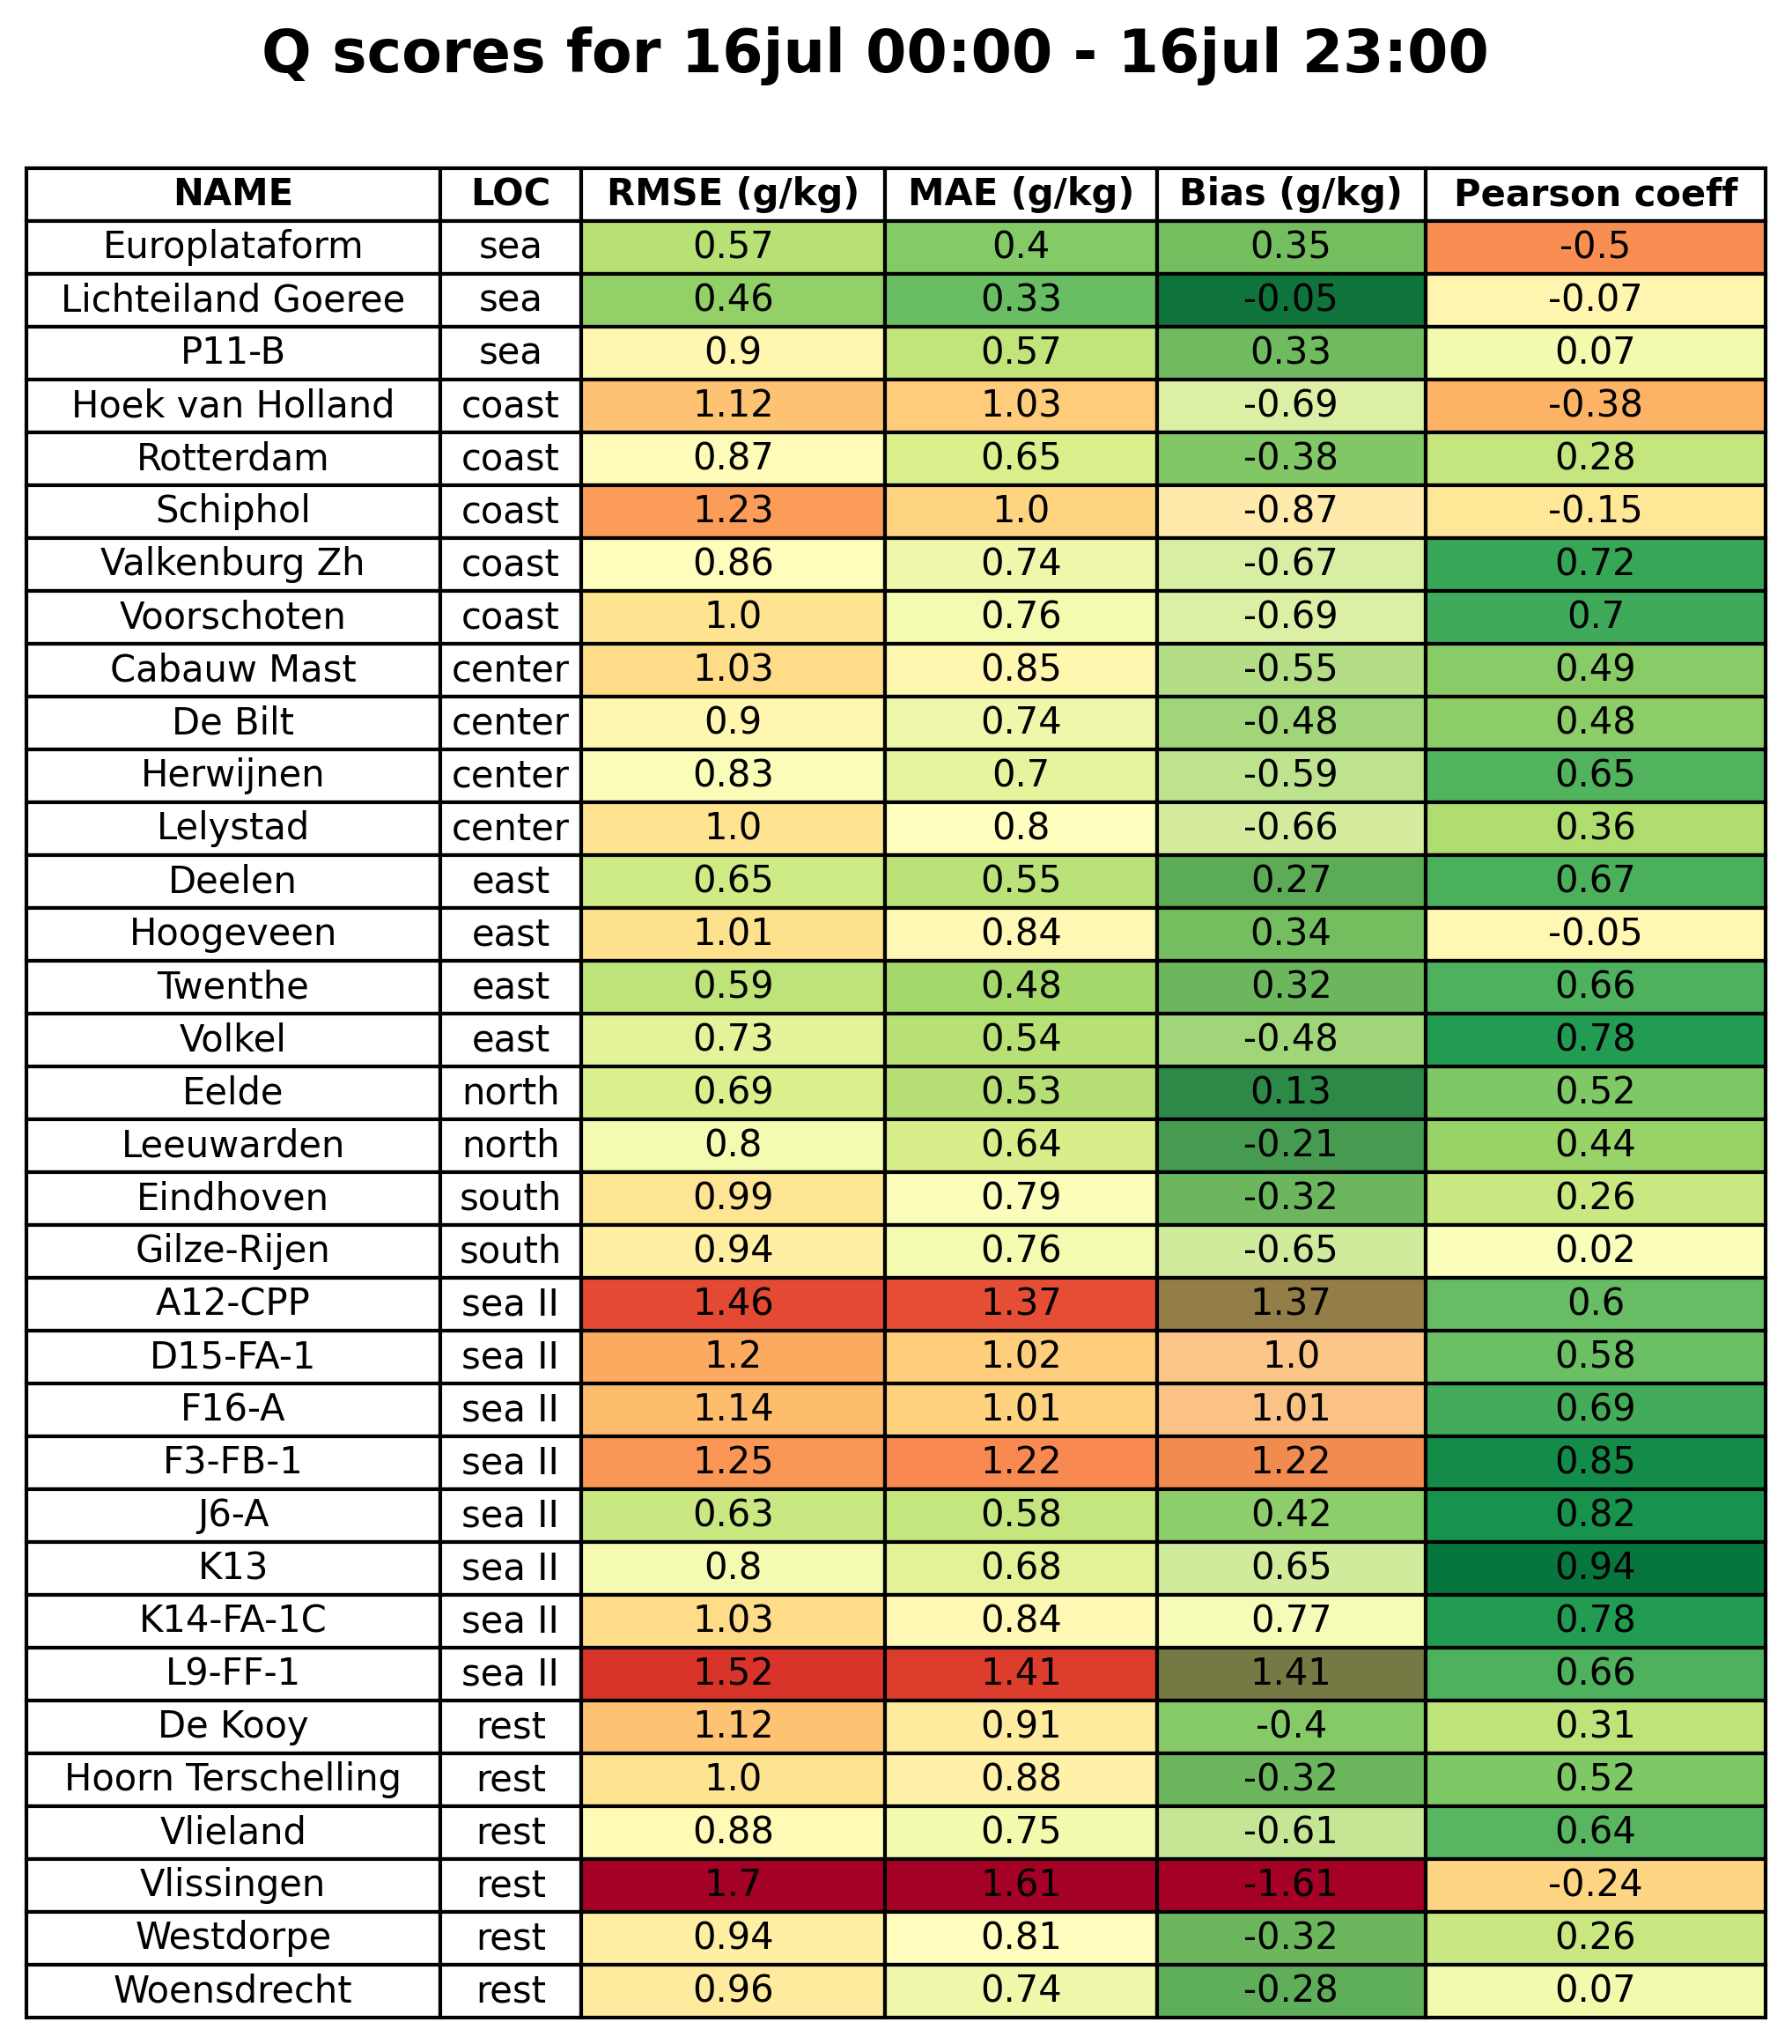 Q scores for 16jul 00:00 - 16jul 23:00
NAME LOC RMSE (g/kg) MAE (g/kg) Bias (g/kg) Pearson coeff
Europlataform sea 0.57 0.4 0.35 -0.5
Lichteiland Goeree sea 0.46 0.33 -0.05 -0.07
P11-B sea 0.9 0.57 0.33 0.07
Hoek van Holland coast 1.12 1.03 -0.69 -0.38
Rotterdam coast 0.87 0.65 -0.38 0.28
Schiphol coast 1.23 1.0 -0.87 -0.15
Valkenburg Zh coast 0.86 0.74 -0.67 0.72
Voorschoten coast 1.0 0.76 -0.69 0.7
Cabauw Mast center 1.03 0.85 -0.55 0.49
De Bilt center 0.9 0.74 -0.48 0.48
Herwijnen center 0.83 0.7 -0.59 0.65
Lelystad center 1.0 0.8 -0.66 0.36
Deelen east 0.65 0.55 0.27 0.67
Hoogeveen east 1.01 0.84 0.34 -0.05
Twenthe east 0.59 0.48 0.32 0.66
Volkel east 0.73 0.54 -0.48 0.78
Eelde north 0.69 0.53 0.13 0.52
Leeuwarden north 0.8 0.64 -0.21 0.44
Eindhoven south 0.99 0.79 -0.32 0.26
Gilze-Rijen south 0.94 0.76 -0.65 0.02
A12-CPP sea II 1.46 1.37 1.37 0.6
D15-FA-1 sea II 1.2 1.02 1.0 0.58
F16-A sea II 1.14 1.01 1.01 0.69
F3-FB-1 sea II 1.25 1.22 1.22 0.85
J6-A sea II 0.63 0.58 0.42 0.82
K13 sea II 0.8 0.68 0.65 0.94
K14-FA-1C sea II 1.03 0.84 0.77 0.78
L9-FF-1 sea II 1.52 1.41 1.41 0.66
De Kooy rest 1.12 0.91 -0.4 0.31
Hoorn Terschelling rest 1.0 0.88 -0.32 0.52
Vlieland rest 0.88 0.75 -0.61 0.64
Vlissingen rest 1.7 1.61 -1.61 -0.24
Westdorpe rest 0.94 0.81 -0.32 0.26
Woensdrecht rest 0.96 0.74 -0.28 0.07